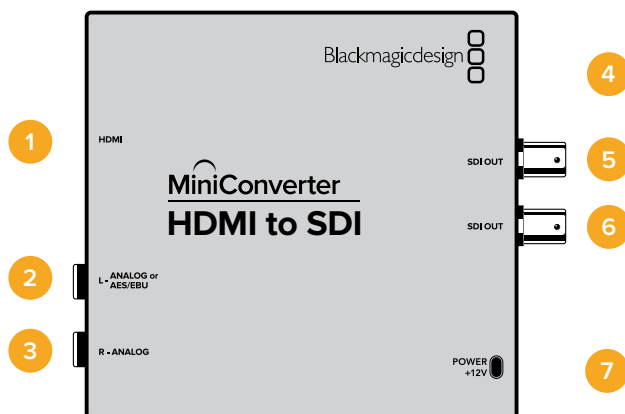 Blackmagicdesign
4
1
HDMI
SDI OUT
5
MiniConverter
HDMI to SDI
SDI OUT
6
2
L - ANALOG or
AES/EBU
3
R - ANALOG
POWER
+12V
7